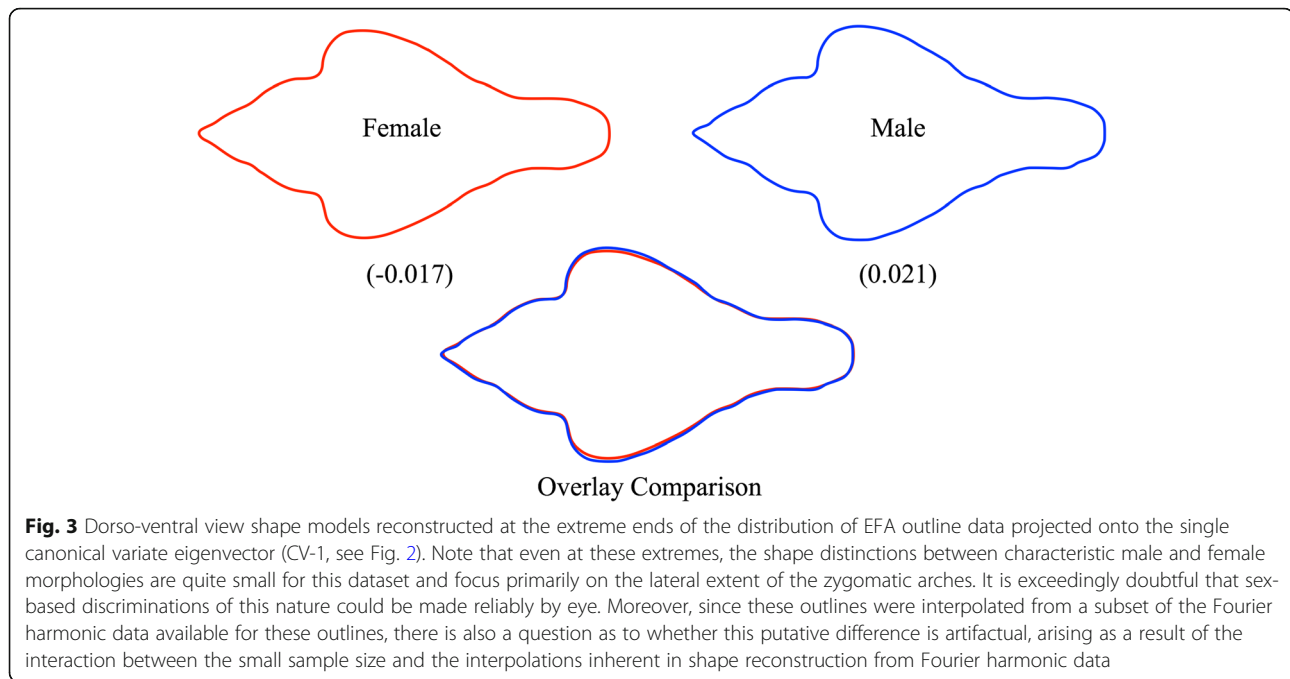 Female
Male
(-0.017)
(0.021)
Overlay Comparison
Fig. 3 Dorso-ventral view shape models reconstructed at the extreme ends of the distribution of EFA outline data projected onto the single
canonical variate eigenvector (CV-1, see Fig. 2). Note that even at these extremes, the shape distinctions between characteristic male and female
morphologies are quite small for this dataset and focus primarily on the lateral extent of the zygomatic arches. It is exceedingly doubtful that sex-
based discriminations of this nature could be made reliably by eye. Moreover, since these outlines were interpolated from a subset of the Fourier
harmonic data available for these outlines, there is also a question as to whether this putative difference is artifactual, arising as a result of the
interaction between the small sample size and the interpolations inherent in shape reconstruction from Fourier harmonic data